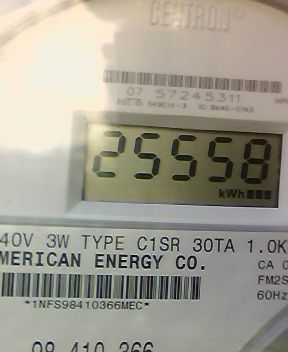 CENTRON®
07 57245311
25558
kWh
40V 3W TYPE C1SR 30TA 1.0K
MERICAN ENERGY CO.
CA 0
FM2S
60Hz
*1NFS98410366MEC*
98 410 366